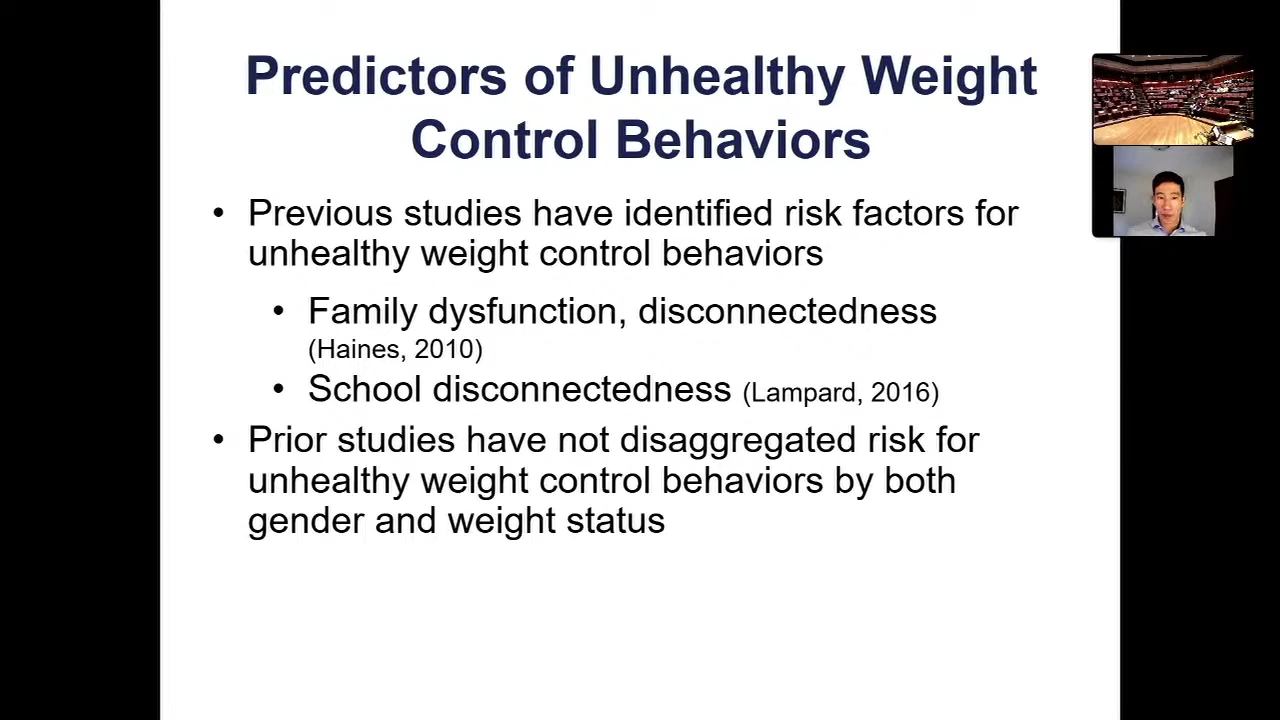 Predictors of Unhealthy Weight
Control Behaviors
• Previous studies have identified risk factors for
unhealthy weight control behaviors
• Family dysfunction, disconnectedness
(Haines, 2010)
• School disconnectedness (Lampard, 2016)
• Prior studies have not disaggregated risk for
unhealthy weight control behaviors by both
gender and weight status